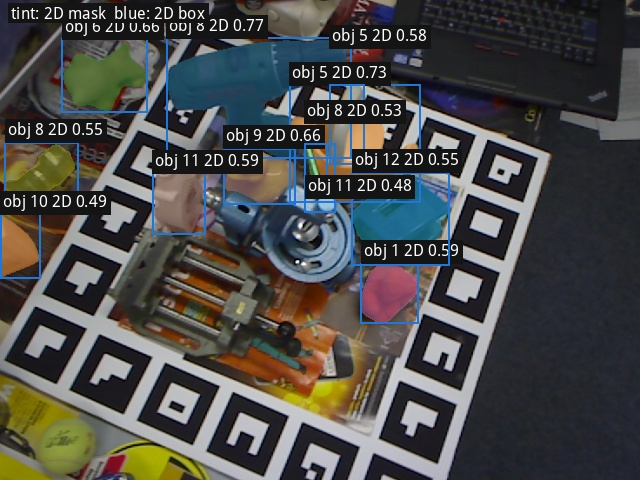 tint: 2D mask blue: 2D box
obj 6 2D 0.66
obj 8 2D 0.77
obj 5 2D 0.58
obj 5 2D 0.73
obj 8 2D 0.53
obj 8 2D 0.55
obj 9 2D 0.66
obj 11 2D 0.59
obj 12 2D 0.55
obj 11 2D 0.48
obj 10 2D 0.49
obj 1 2D 0.59